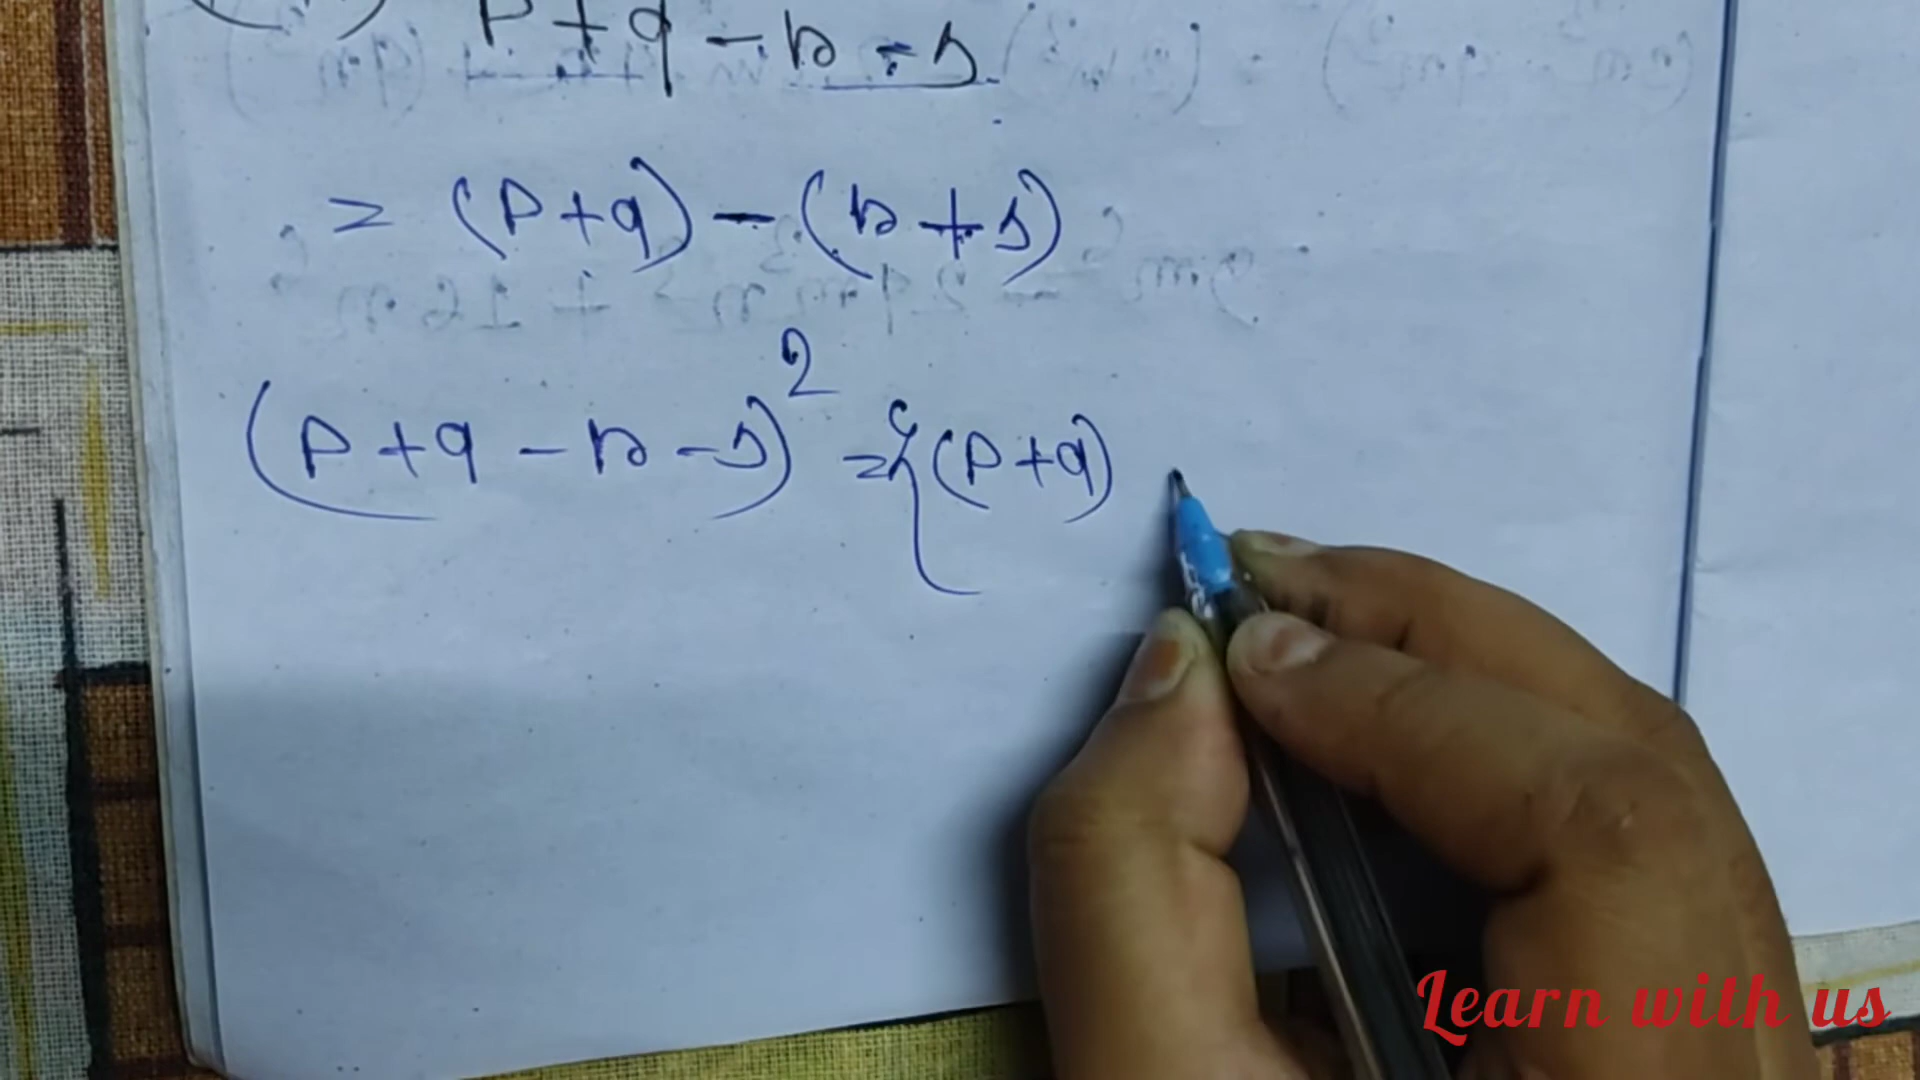 p+q-r-s
= (p+q) - (r+s)
(p+q-r-s)² = {(p+q)
Learn with us